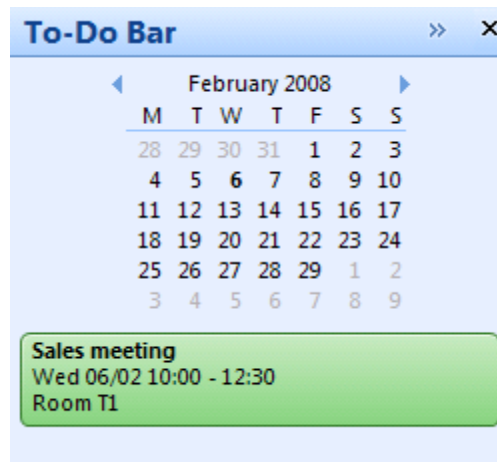 To-Do Bar
February 2008
M T W T F S S
28 29 30 31 1 2 3
4 5 6 7 8 9 10
11 12 13 14 15 16 17
18 19 20 21 22 23 24
25 26 27 28 29 1 2
3 4 5 6 7 8 9
Sales meeting
Wed 06/02 10:00 - 12:30
Room T1